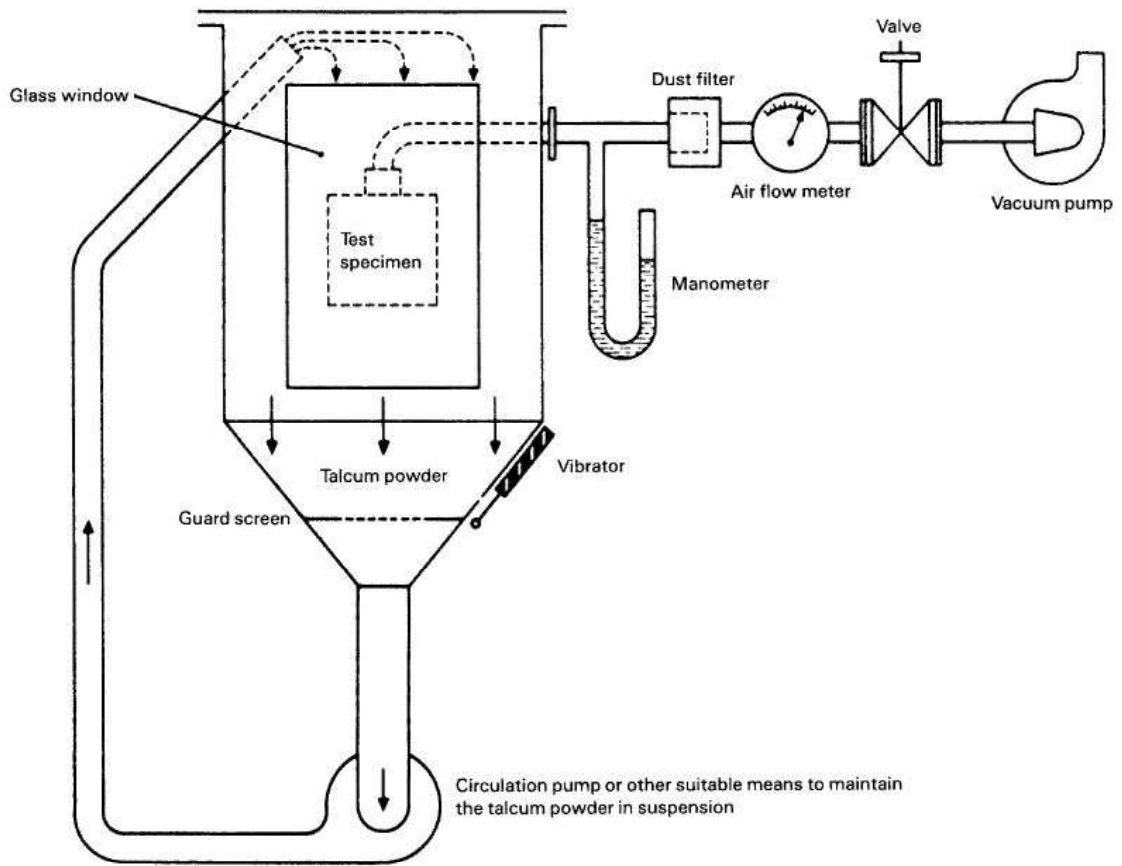 Valve
Dust filter
Glass window
Air flow meter
Vacuum pump
Test
specimen
Manometer
Vibrator
Talcum powder
Guard screen
Circulation pump or other suitable means to maintain
the talcum powder in suspension